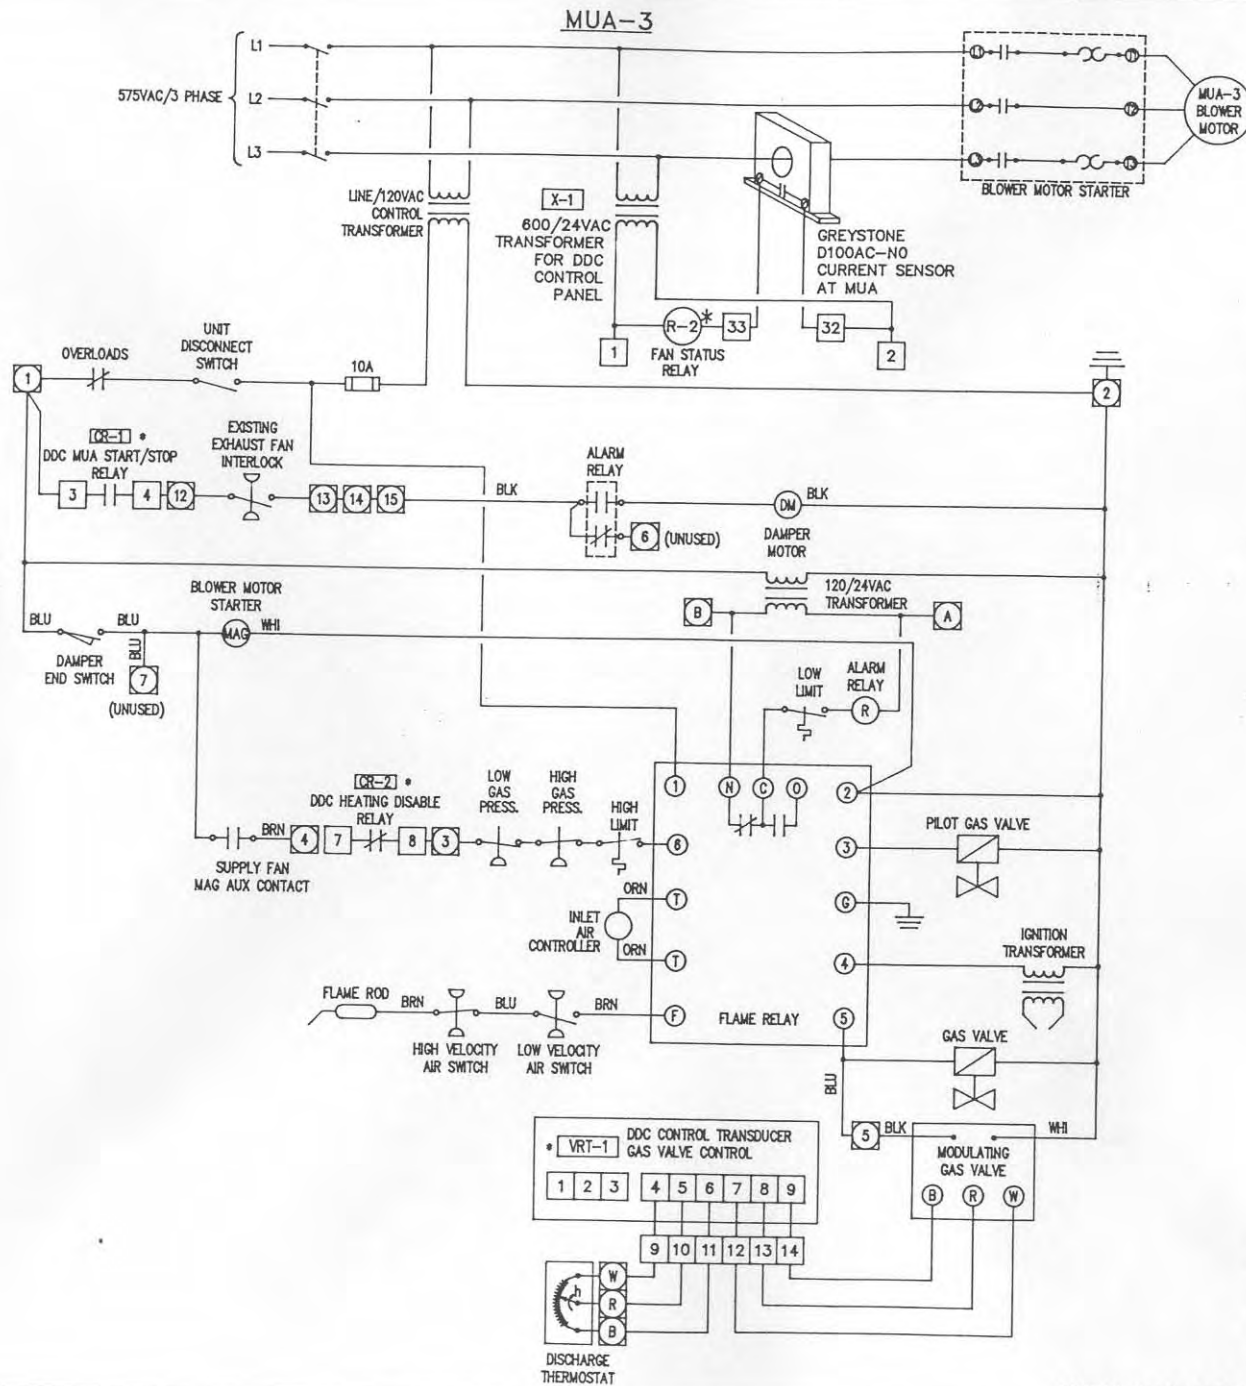 MUA-3
575VAC/3 PHASE
L1
L2
L3
L1
L2
L3
T1
T2
T3
MUA-3
BLOWER
MOTOR
BLOWER MOTOR STARTER
LINE/120VAC
CONTROL
TRANSFORMER
X-1
600/24VAC
TRANSFORMER
FOR DDC
CONTROL
PANEL
GREYSTONE
D100AC-NO
CURRENT SENSOR
AT MUA
1
R-2
*
33
32
2
FAN STATUS
RELAY
1
OVERLOADS
UNIT
DISCONNECT
SWITCH
10A
2
CR-1 *
DDC MUA START/STOP
RELAY
3
4
12
EXISTING
EXHAUST FAN
INTERLOCK
13
14
15
BLK
ALARM
RELAY
6
(UNUSED)
DM
BLK
DAMPER
MOTOR
BLOWER MOTOR
STARTER
120/24VAC
TRANSFORMER
B
A
BLU
BLU
BLU
MAG
WHI
DAMPER
END SWITCH
7
(UNUSED)
LOW
LIMIT
ALARM
RELAY
R
1
N
C
O
2
CR-2 *
DDC HEATING DISABLE
RELAY
LOW
GAS
PRESS.
HIGH
GAS
PRESS.
HIGH
LIMIT
BRN
4
7
8
3
6
SUPPLY FAN
MAG AUX CONTACT
3
PILOT GAS VALVE
ORN
T
INLET
AIR
CONTROLLER
ORN
T
G
4
IGNITION
TRANSFORMER
FLAME ROD
BRN
BLU
BRN
F
FLAME RELAY
5
HIGH VELOCITY
AIR SWITCH
LOW VELOCITY
AIR SWITCH
GAS VALVE
BLU
5
BLK
WHI
MODULATING
GAS VALVE
B
R
W
* VRT-1
DDC CONTROL TRANSDUCER
GAS VALVE CONTROL
1 2 3 4 5 6 7 8 9
9 10 11 12 13 14
W
R
B
DISCHARGE
THERMOSTAT